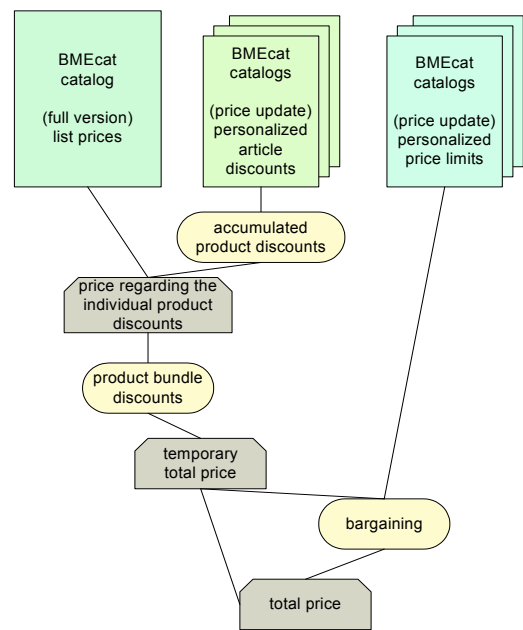 BMEcat
catalog
(full version)
list prices
BMEcat
catalogs
(price update)
personalized
article
discounts
BMEcat
catalogs
(price update)
personalized
price limits
accumulated
product discounts
price regarding the
individual product
discounts
product bundle
discounts
temporary
total price
bargaining
total price